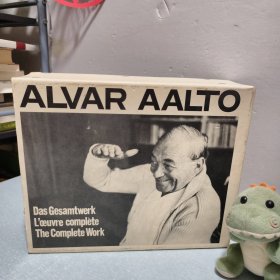 ALVAR AALTO
Das Gesamtwerk
L'œuvre complète
The Complete Work